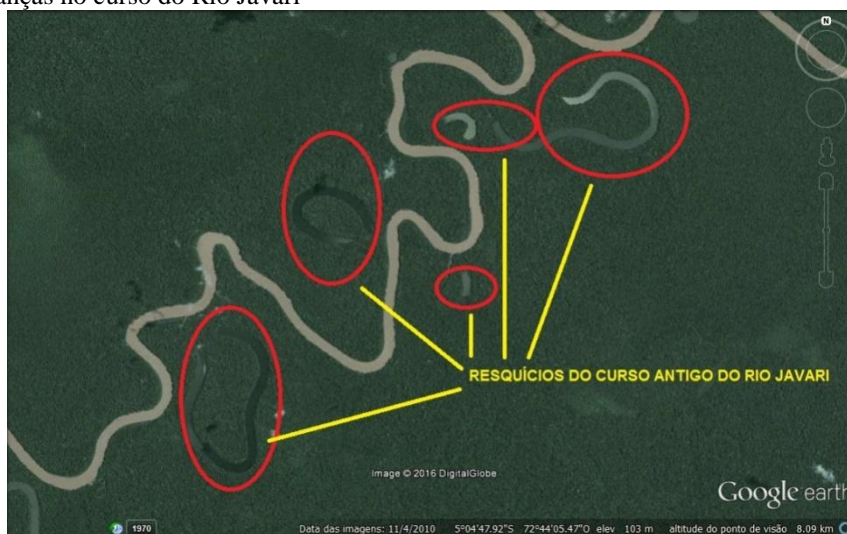 anças no curso do Rio Javari
N
RESQUÍCIOS DO CURSO ANTIGO DO RIO JAVARI
Image © 2016 DigitalGlobe
Google earth
1970
Data das imagens: 11/4/2010 5°04'47.92"S 72°44'05.47"O elev 103 m altitude do ponto de visão 8.09 km